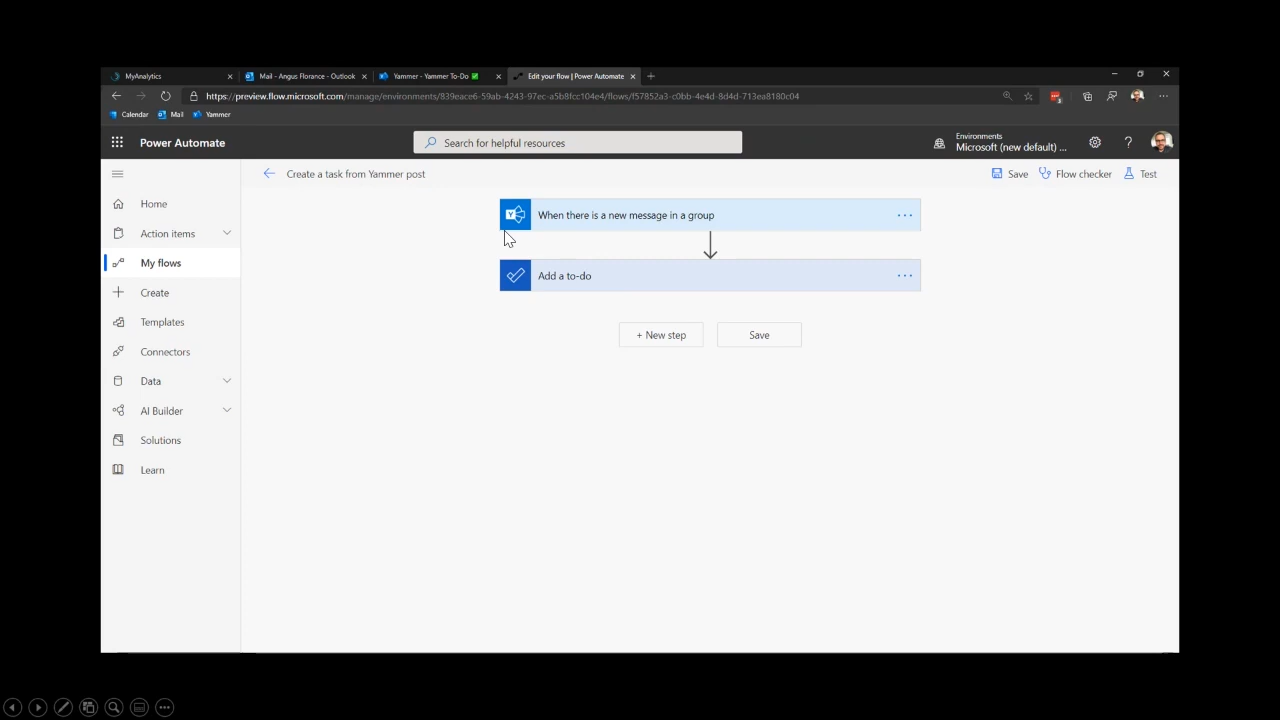 MyAnalytics
Mail - Angus Florance - Outlook
Yammer - Yammer To-Do ✅
Edit your flow | Power Automate
https://preview.flow.microsoft.com/manage/environments/839eace6-59ab-4243-97ec-a5b8fcc104e4/flows/f57852a3-c0bb-4e4d-8d4d-713ea8180c04
Calendar
Mail
Yammer
Power Automate
Search for helpful resources
Environments
Microsoft (new default) ...
Create a task from Yammer post
Save
Flow checker
Test
Home
Action items
My flows
Create
Templates
Connectors
Data
AI Builder
Solutions
Learn
When there is a new message in a group
Add a to-do
+ New step
Save